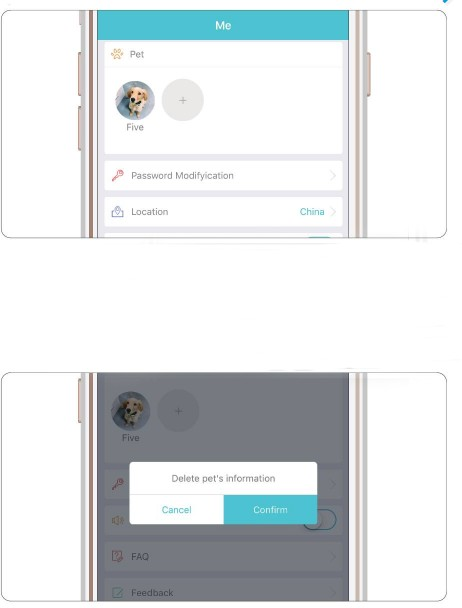 Me
Pet
Five
Password Modifyication
Location
China
Five
Delete pet's information
Cancel
Confirm
FAQ
Feedback